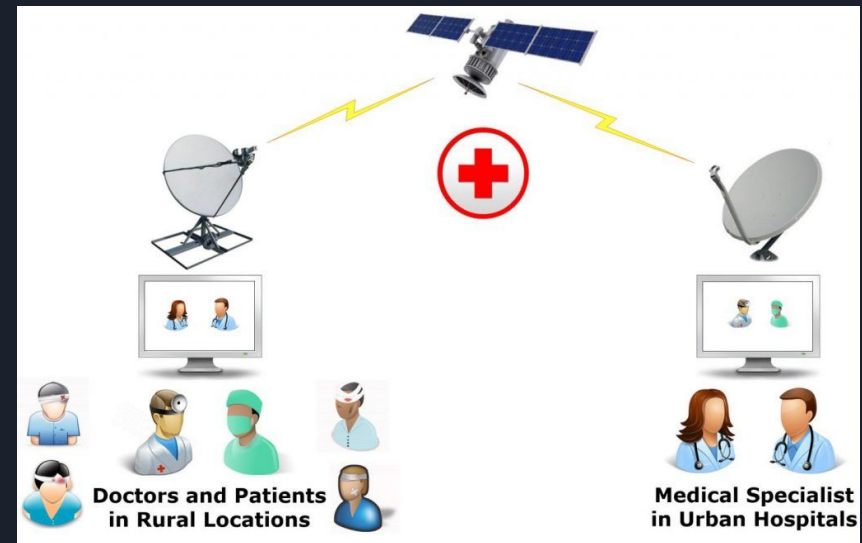 Doctors and Patients
in Rural Locations
Medical Specialist
in Urban Hospitals